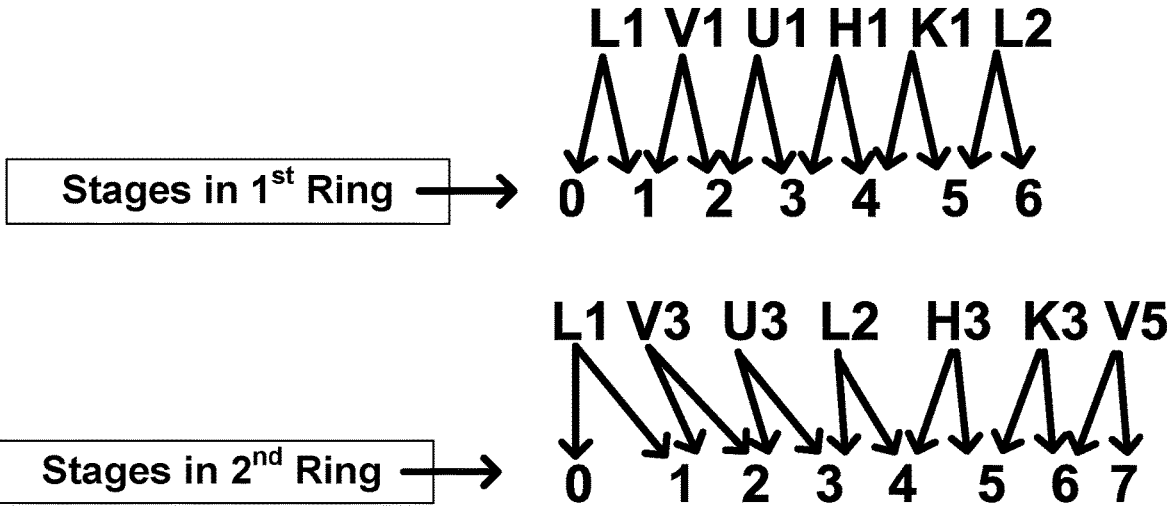 L1 V1 U1 H1 K1 L2
Stages in 1st Ring
0 1 2 3 4 5 6
L1 V3 U3 L2 H3 K3 V5
Stages in 2nd Ring
0 1 2 3 4 5 6 7